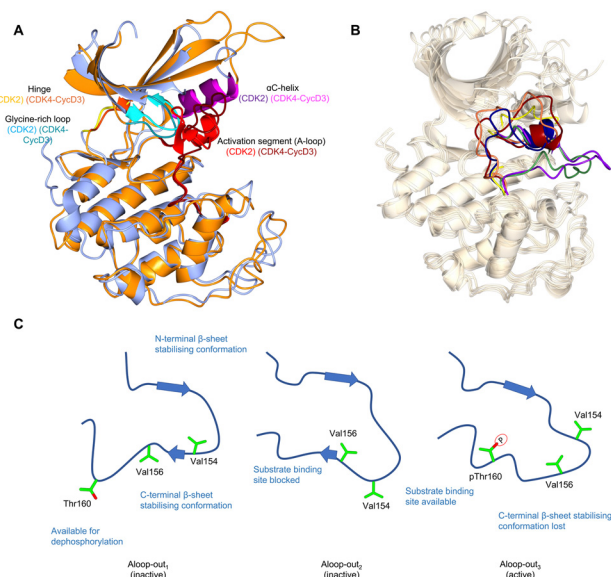 A
B
Hinge
(CDK2) (CDK4-CycD3)
Glycine-rich loop
(CDK2) (CDK4-
CycD3)
αC-helix
(CDK2) (CDK4-CycD3)
Activation segment (A-loop)
(CDK2) (CDK4-CycD3)
C
N-terminal β-sheet
stabilising conformation
Val156
Val154
Thr160
C-terminal β-sheet
stabilising conformation
Available for
dephosphorylation
Aloop-out₁
(inactive)
Val156
Substrate binding
site blocked
Val154
Aloop-out₂
(inactive)
Val154
P
pThr160
Val156
Substrate binding
site available
C-terminal β-sheet stabilising
conformation lost
Aloop-out₃
(active)